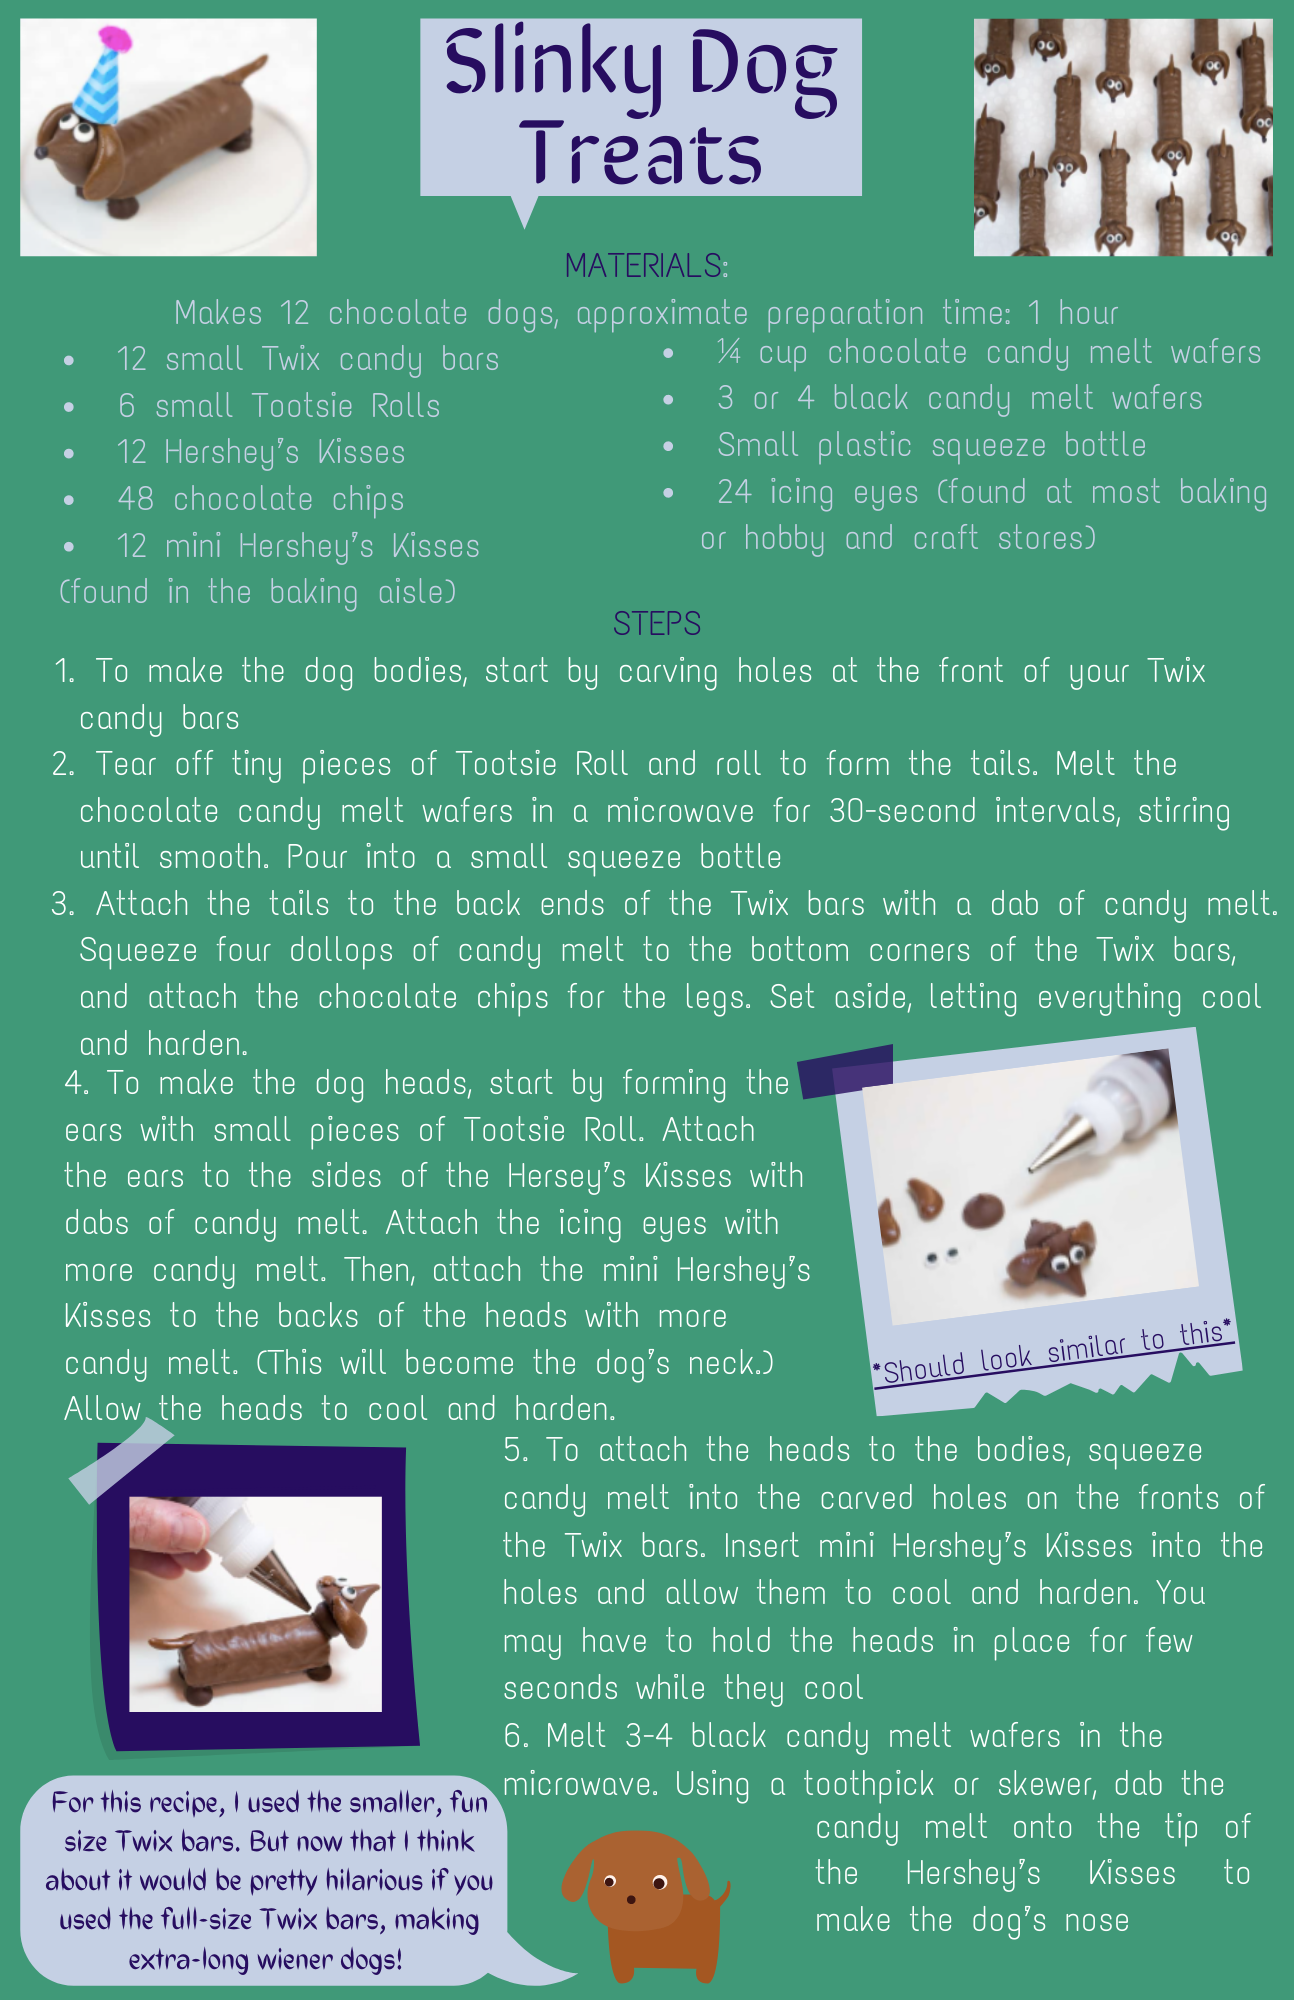 Slinky Dog
Treats
MATERIALS:
Makes 12 chocolate dogs, approximate preparation time: 1 hour
• 12 small Twix candy bars
• 6 small Tootsie Rolls
• 12 Hershey’s Kisses
• 48 chocolate chips
• 12 mini Hershey’s Kisses
(found in the baking aisle)
• ¼ cup chocolate candy melt wafers
• 3 or 4 black candy melt wafers
• Small plastic squeeze bottle
• 24 icing eyes (found at most baking
or hobby and craft stores)
STEPS
1. To make the dog bodies, start by carving holes at the front of your Twix
candy bars
2. Tear off tiny pieces of Tootsie Roll and roll to form the tails. Melt the
chocolate candy melt wafers in a microwave for 30-second intervals, stirring
until smooth. Pour into a small squeeze bottle
3. Attach the tails to the back ends of the Twix bars with a dab of candy melt.
Squeeze four dollops of candy melt to the bottom corners of the Twix bars,
and attach the chocolate chips for the legs. Set aside, letting everything cool
and harden.
4. To make the dog heads, start by forming the
ears with small pieces of Tootsie Roll. Attach
the ears to the sides of the Hersey’s Kisses with
dabs of candy melt. Attach the icing eyes with
more candy melt. Then, attach the mini Hershey’s
Kisses to the backs of the heads with more
candy melt. (This will become the dog’s neck.)
Allow the heads to cool and harden.
*Should look similar to this*
5. To attach the heads to the bodies, squeeze
candy melt into the carved holes on the fronts of
the Twix bars. Insert mini Hershey’s Kisses into the
holes and allow them to cool and harden. You
may have to hold the heads in place for few
seconds while they cool
6. Melt 3-4 black candy melt wafers in the
microwave. Using a toothpick or skewer, dab the
candy melt onto the tip of
the Hershey’s Kisses to
make the dog’s nose
For this recipe, I used the smaller, fun
size Twix bars. But now that I think
about it would be pretty hilarious if you
used the full-size Twix bars, making
extra-long wiener dogs!